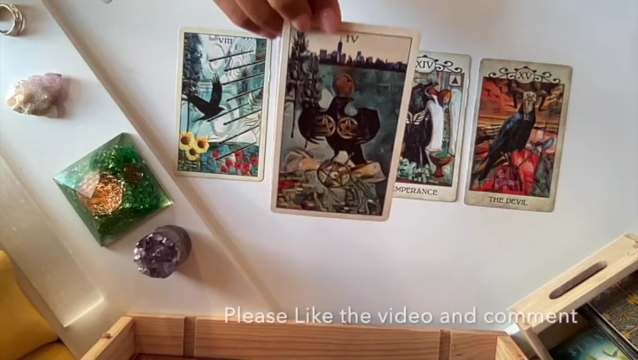 VIII
IV
XIV
XV
TEMPERANCE
THE DEVIL
Please Like the video and comment